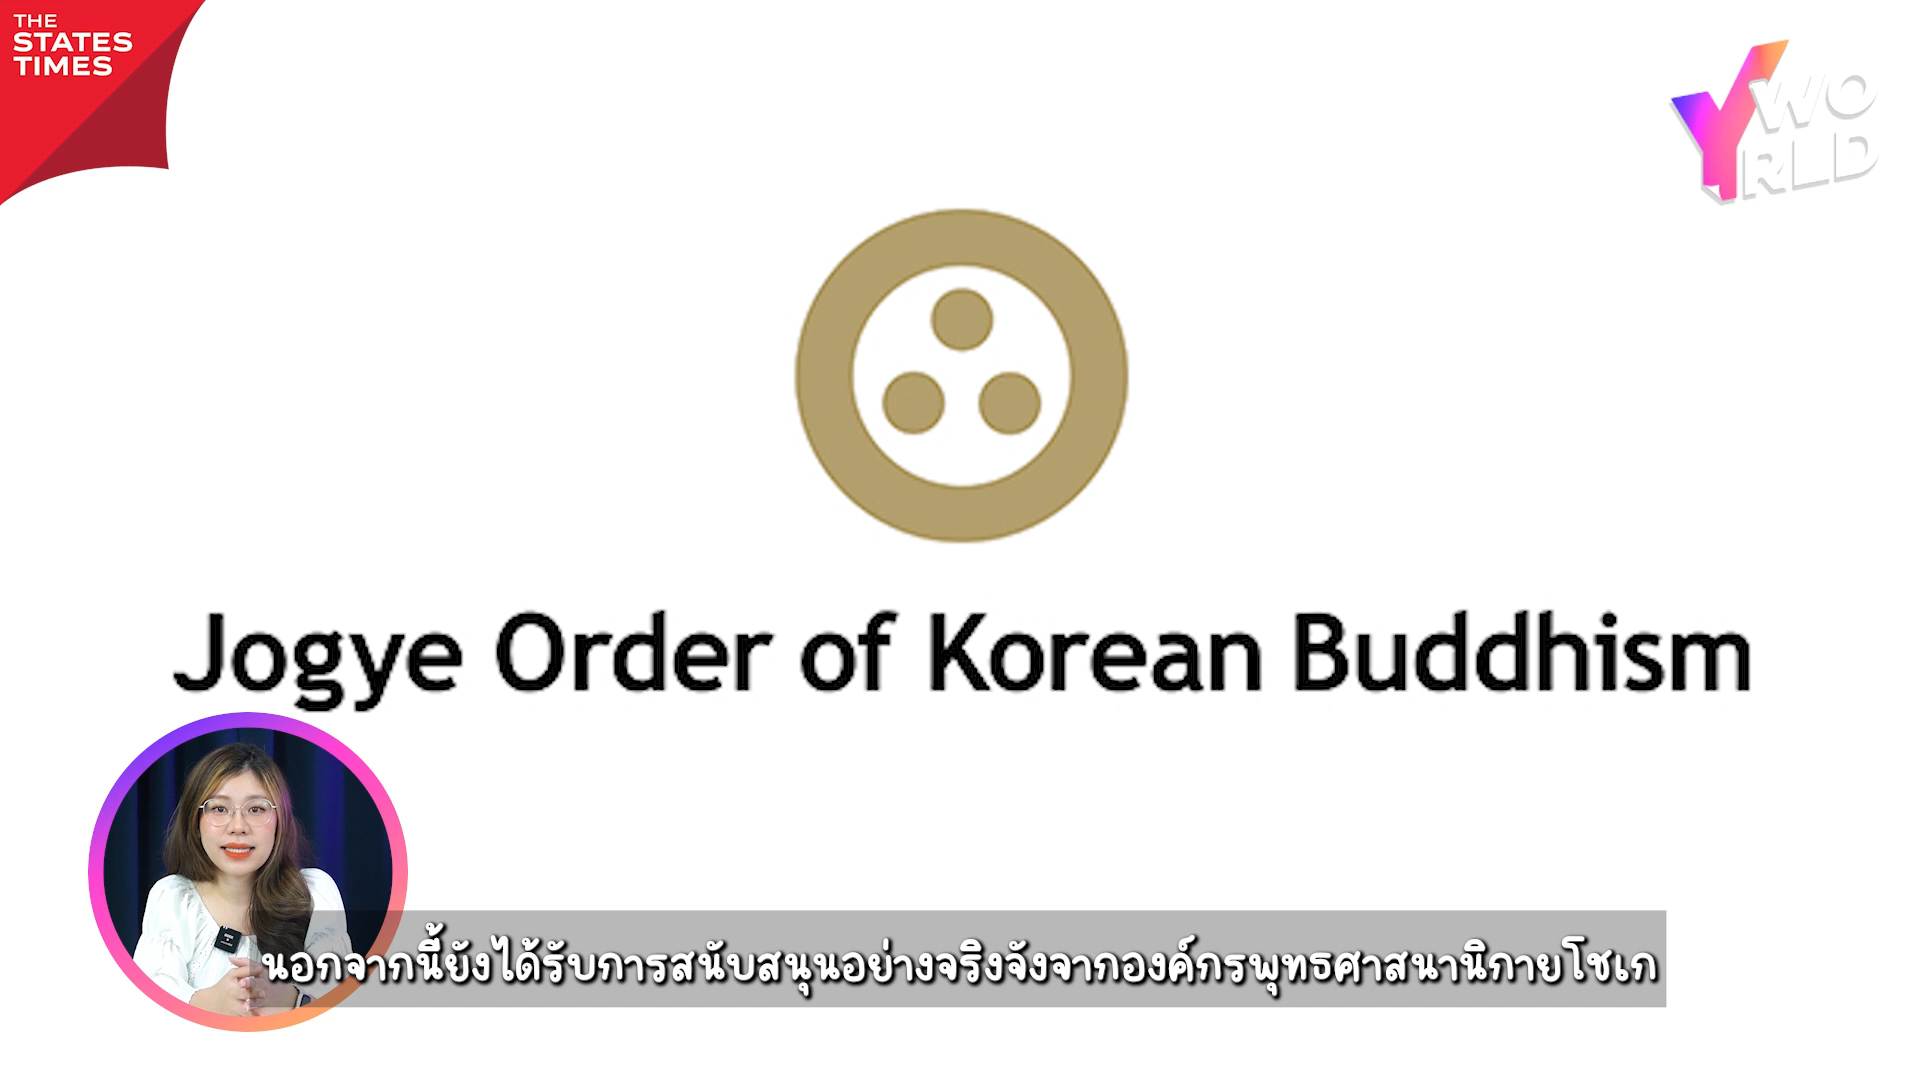 THE
STATES
TIMES
Y WO
RLD
Jogye Order of Korean Buddhism
นอกจากนี้ยังได้รับการสนับสนุนอย่างจริงจังจากองค์กรพุทธศาสนานิกายโชเก